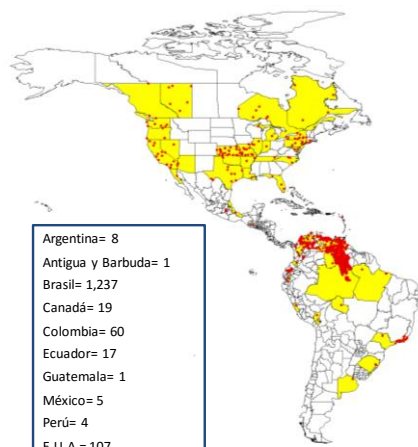 Argentina= 8
Antigua y Barbuda= 1
Brasil= 1,237
Canadá= 19
Colombia= 60
Ecuador= 17
Guatemala= 1
México= 5
Perú= 4
E.U.A= 107